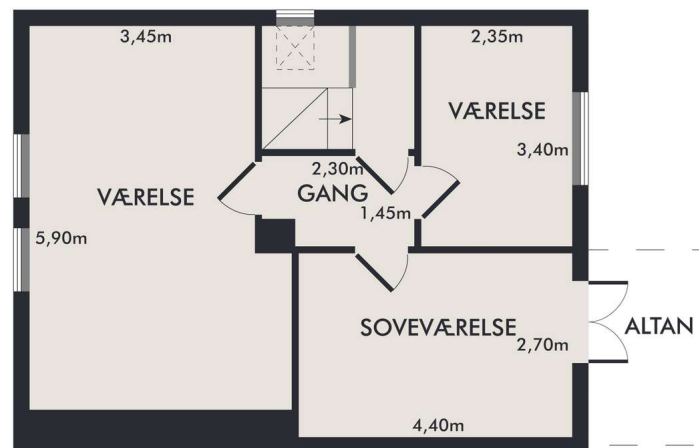 3,45m
2,35m
VÆRELSE
3,40m
2,30m
GANG
1,45m
VÆRELSE
5,90m
SOVEVÆRELSE
2,70m
ALTAN
4,40m